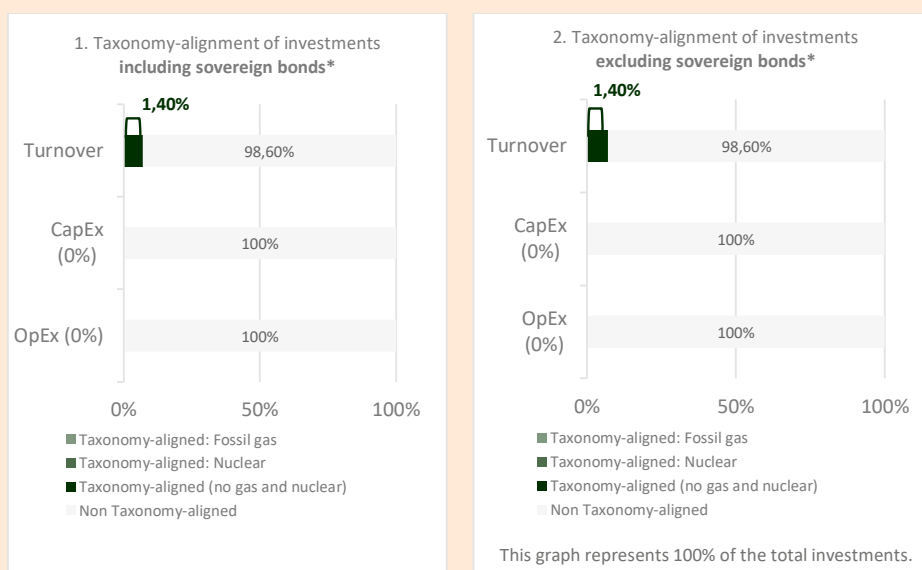 1. Taxonomy-alignment of investments
including sovereign bonds*
1,40%
Turnover
98,60%
CapEx
(0%)
100%
OpEx (0%)
100%
0%
50%
100%
Taxonomy-aligned: Fossil gas
Taxonomy-aligned: Nuclear
Taxonomy-aligned (no gas and nuclear)
Non Taxonomy-aligned
2. Taxonomy-alignment of investments
excluding sovereign bonds*
1,40%
Turnover
98,60%
CapEx
(0%)
100%
OpEx
(0%)
100%
0%
50%
100%
Taxonomy-aligned: Fossil gas
Taxonomy-aligned: Nuclear
Taxonomy-aligned (no gas and nuclear)
Non Taxonomy-aligned
This graph represents 100% of the total investments.